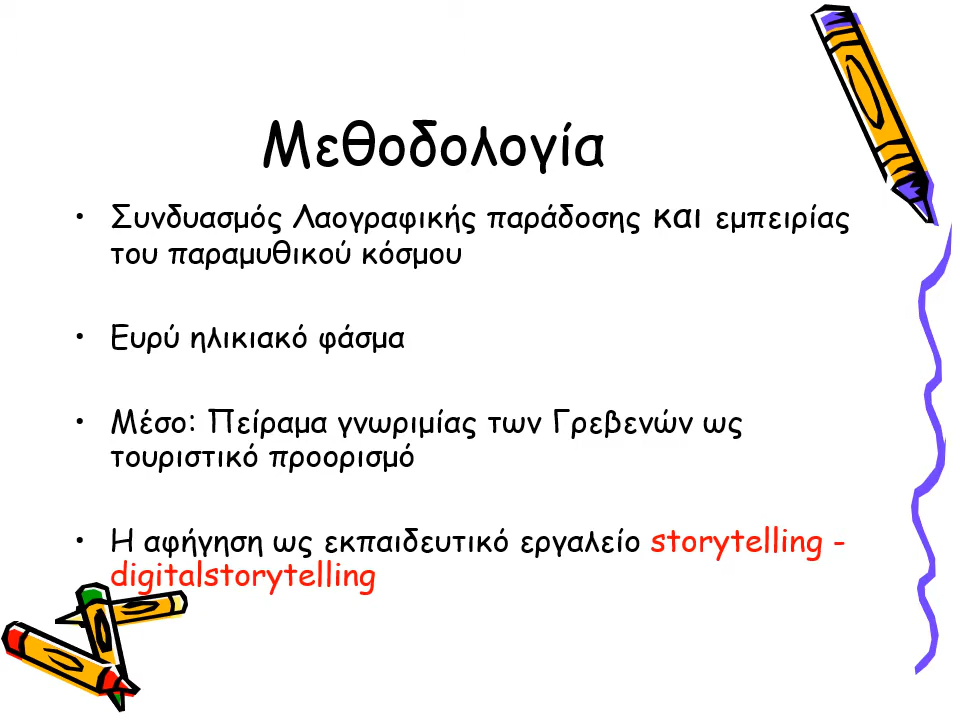 Μεθοδολογία
• Συνδυασμός Λαογραφικής παράδοσης και εμπειρίας
του παραμυθικού κόσμου
• Ευρύ ηλικιακό φάσμα
• Μέσο: Πείραμα γνωριμίας των Γρεβενών ως
τουριστικό προορισμό
• Η αφήγηση ως εκπαιδευτικό εργαλείο storytelling -
digitalstorytelling